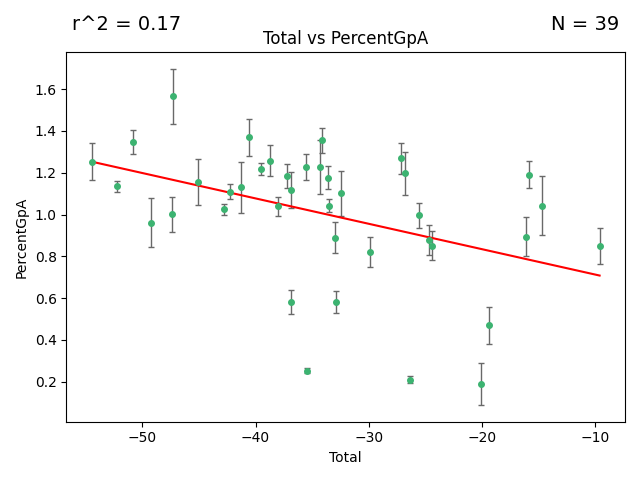 r^2 = 0.17
N = 39
Total vs PercentGpA
PercentGpA
1.6
1.4
1.2
1.0
0.8
0.6
0.4
0.2
−50
−40
−30
−20
−10
Total